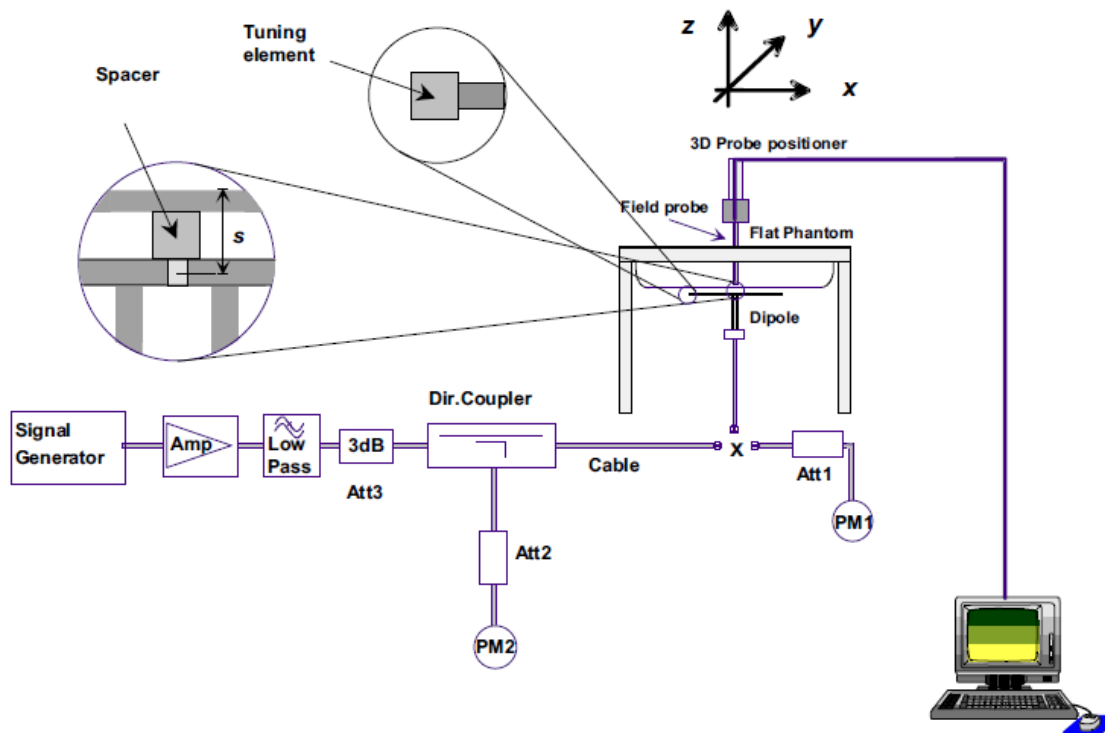 Tuning
element
Spacer
s
z
y
x
3D Probe positioner
Field probe
Flat Phantom
Dipole
Dir.Coupler
Signal
Generator
Amp
Low
Pass
3dB
Att3
Cable
X
Att1
PM1
Att2
PM2